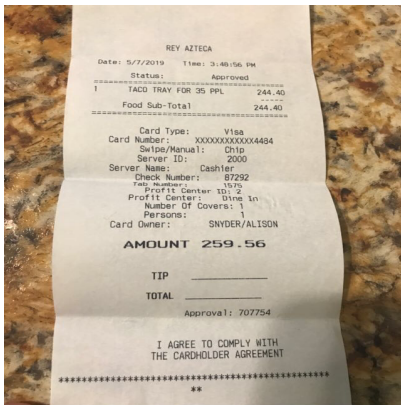 REY AZTECA
Date: 5/7/2019 Time: 3:48:56 PM
Status: Approved
==========================================
1 TACO TRAY FOR 35 PPL 244.40
-----
Food Sub-Total 244.40
==========================================
Card Type: Visa
Card Number: XXXXXXXXXXXX4484
Swipe/Manual: Chip
Server ID: 2000
Server Name: Cashier
Check Number: 87292
Tab Number: 1575
Profit Center ID: 2
Profit Center: Dine In
Number Of Covers: 1
Persons: 1
Card Owner: SNYDER/ALISON
AMOUNT 259.56
TIP ____________
TOTAL ____________
Approval: 707754
I AGREE TO COMPLY WITH
THE CARDHOLDER AGREEMENT
******************************************
**